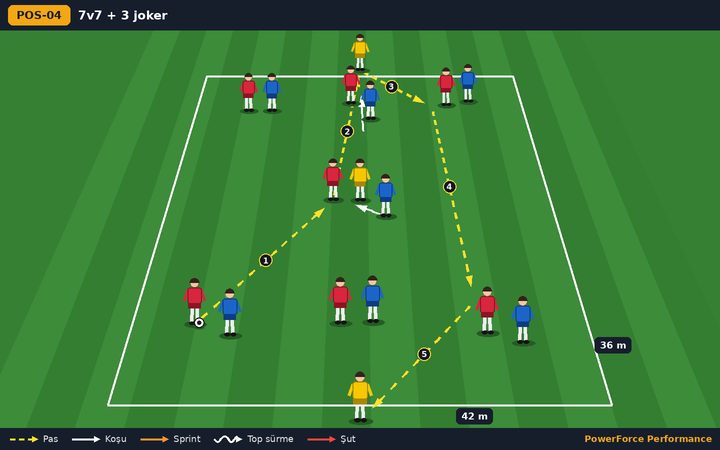 POS-04 7v7 + 3 joker
3
2
4
1
36 m
5
42 m
Pas Koşu Sprint Top sürme Şut PowerForce Performance